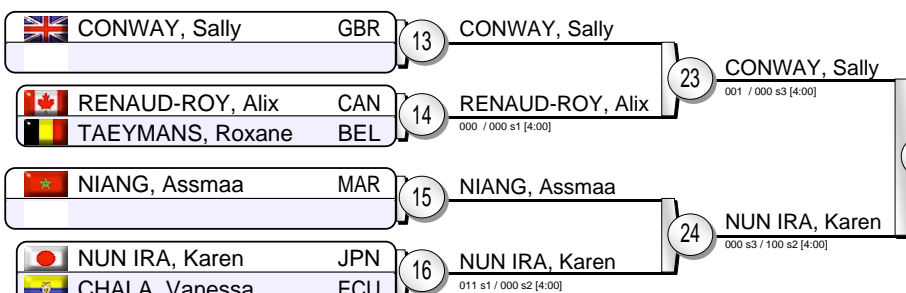 CONWAY, Sally GBR
13
CONWAY, Sally
RENAUD-ROY, Alix CAN
TAEYMANS, Roxane BEL
14
RENAUD-ROY, Alix
000 / 000 s1 [4:00]
23
CONWAY, Sally
001 / 000 s3 [4:00]
NIANG, Assmaa MAR
15
NIANG, Assmaa
NUN IRA, Karen JPN
CHALA, Vanessa ECU
16
NUN IRA, Karen
011 s1 / 000 s2 [4:00]
24
NUN IRA, Karen
000 s3 / 100 s2 [4:00]